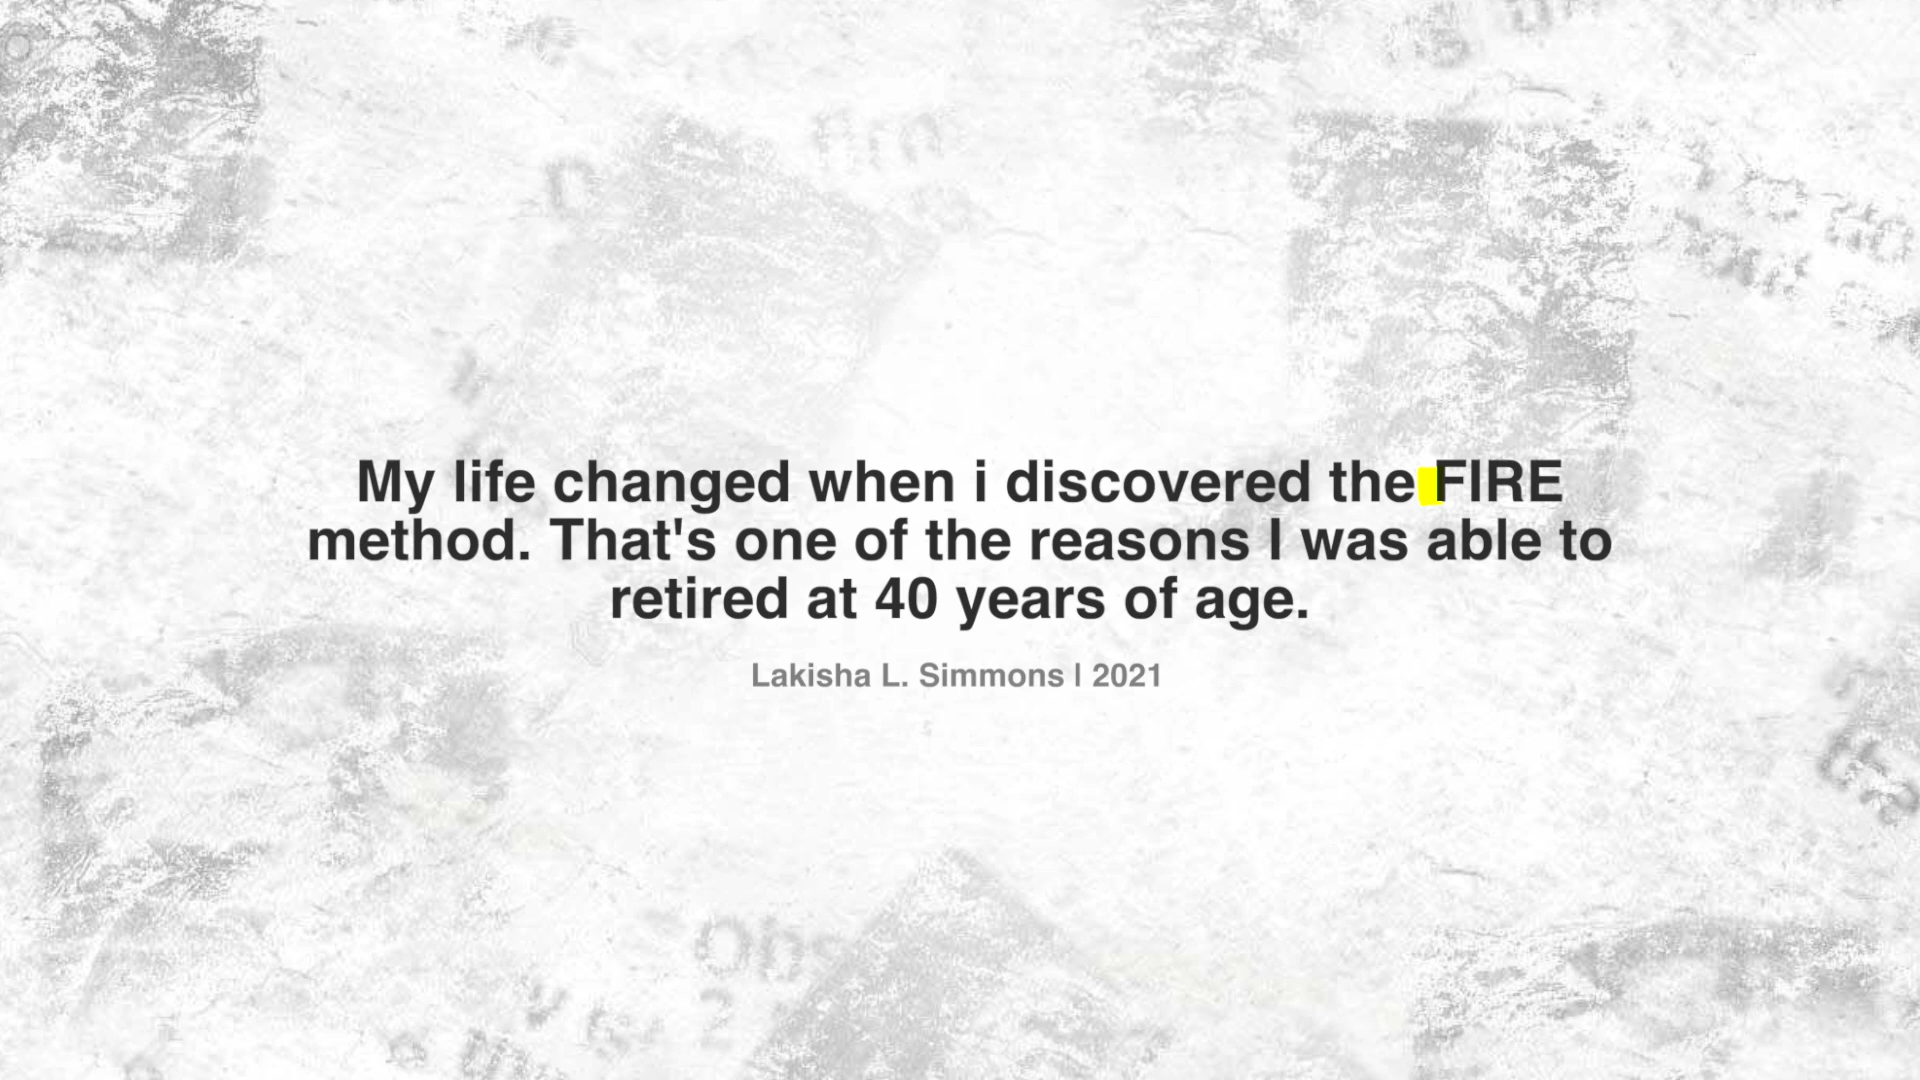 My life changed when i discovered the FIRE
method. That's one of the reasons I was able to
retired at 40 years of age.
Lakisha L. Simmons | 2021